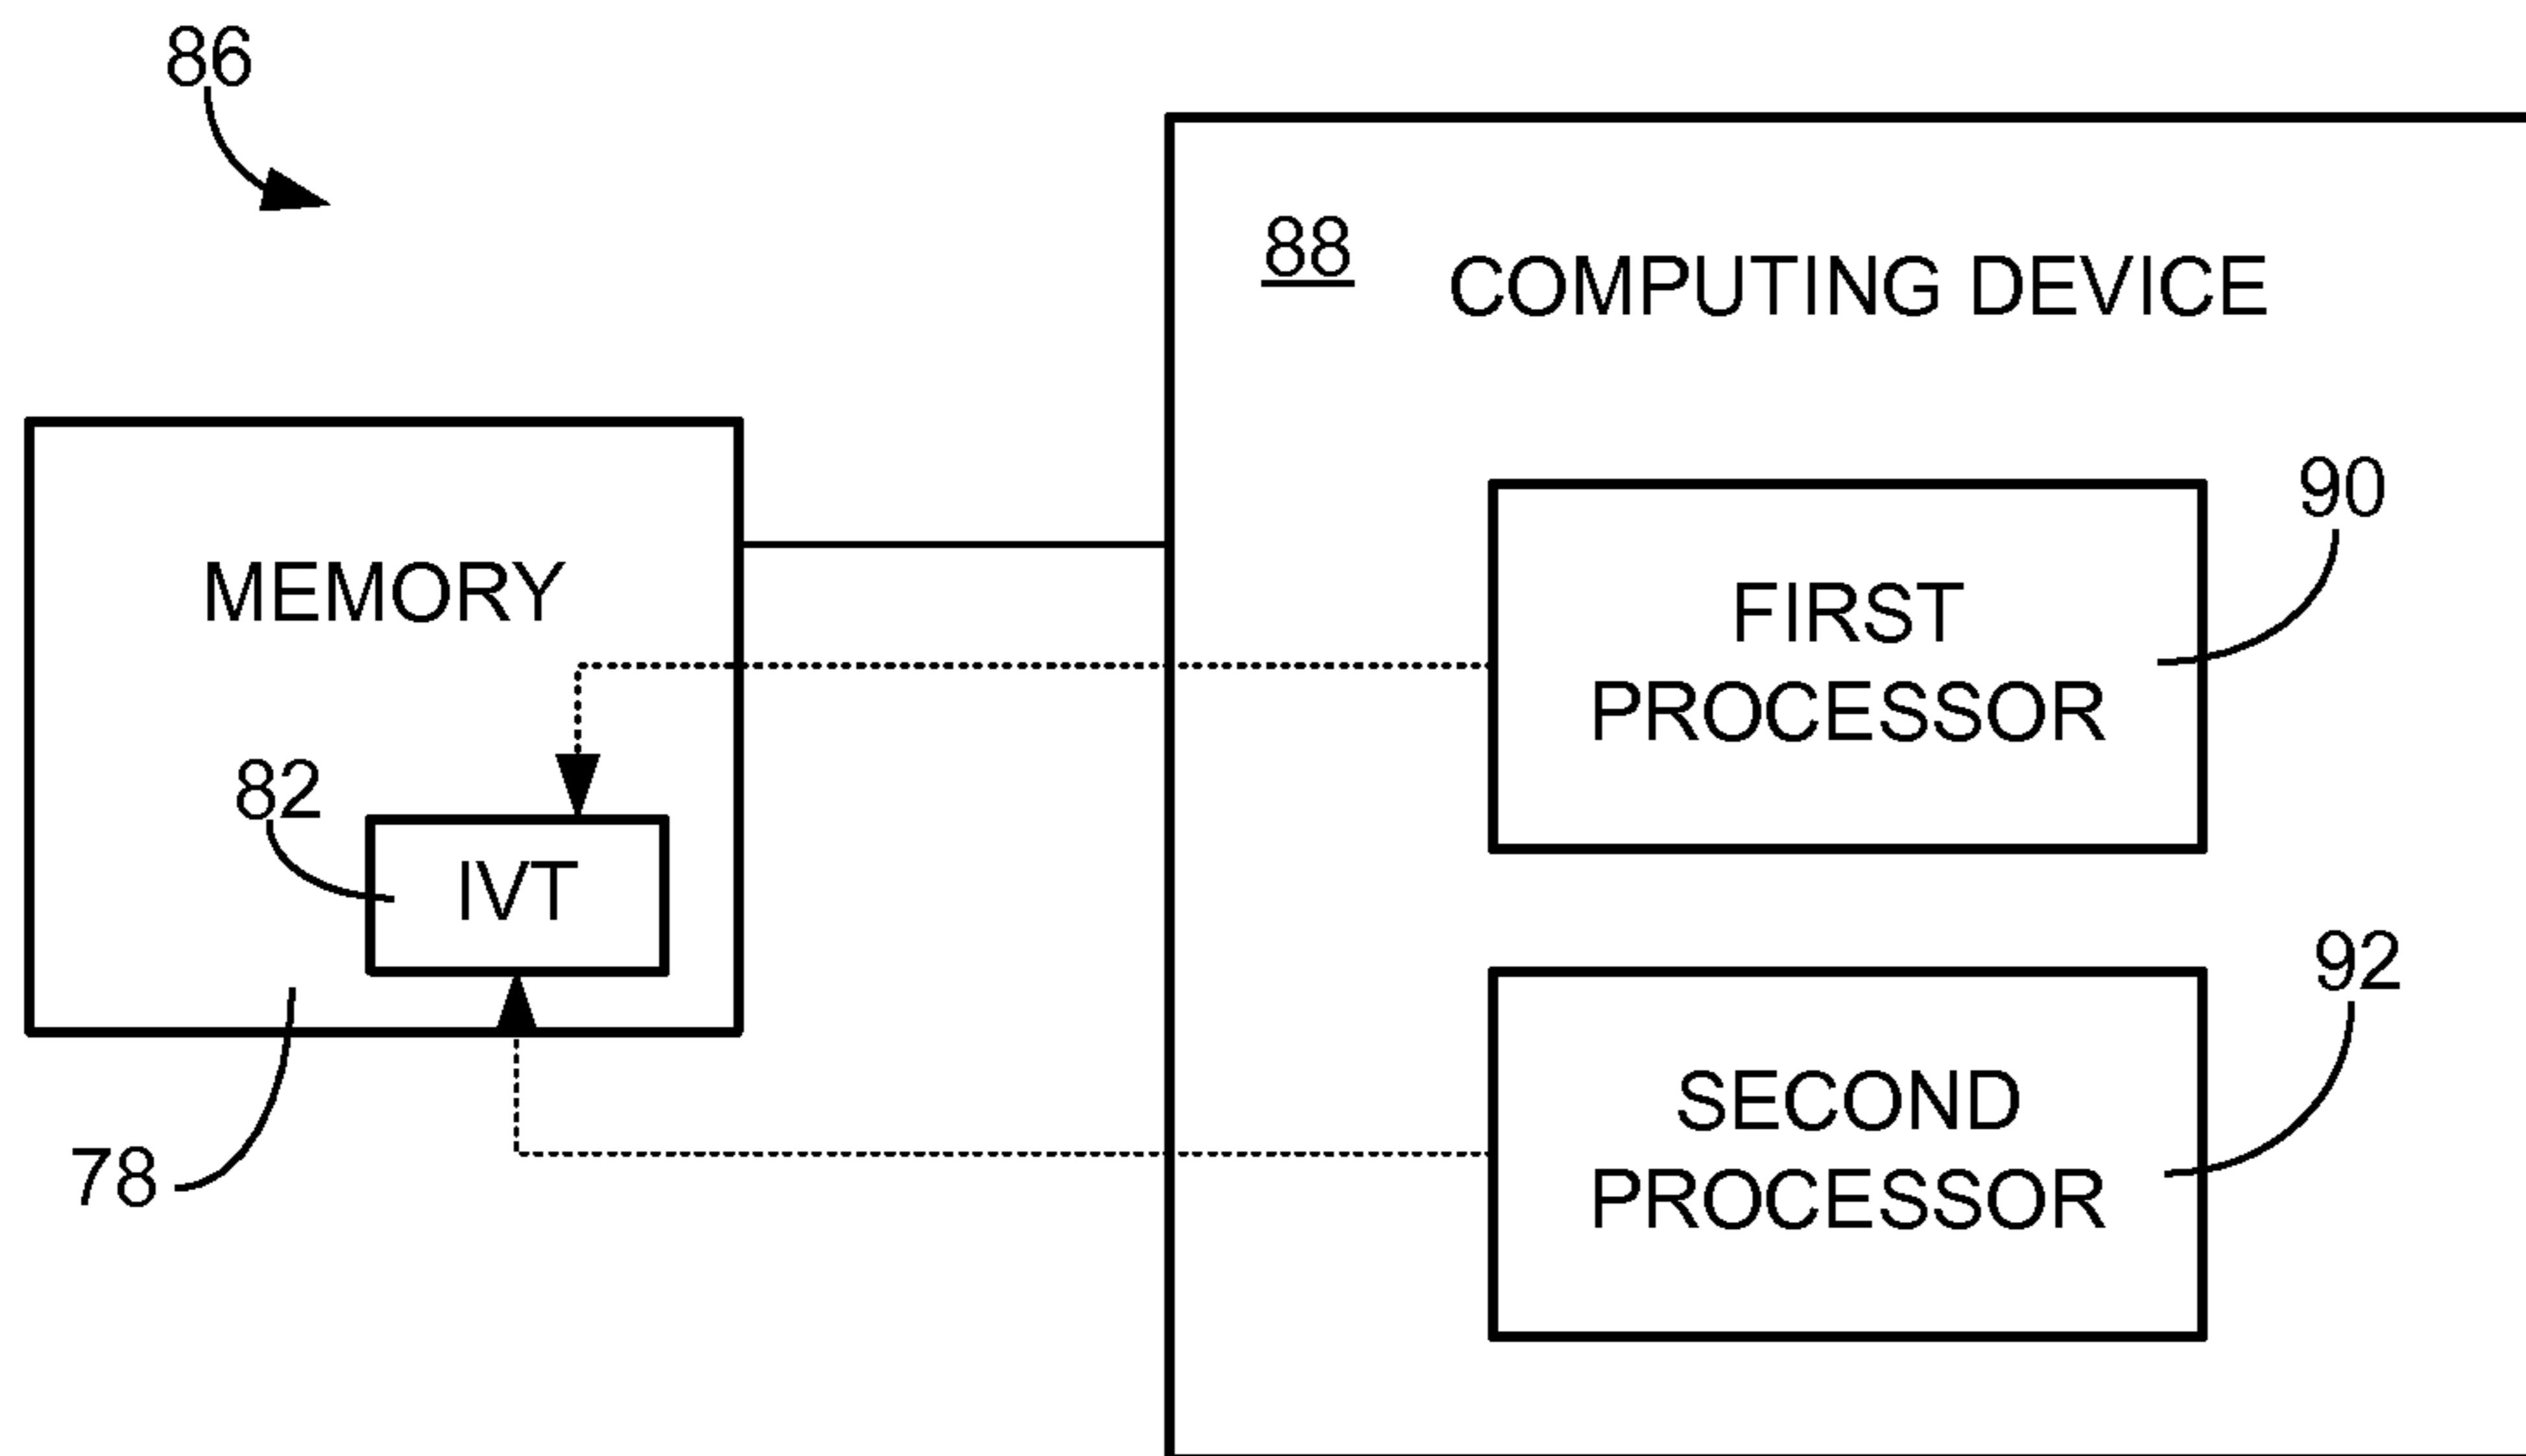 86
88
COMPUTING DEVICE
MEMORY
90
FIRST
PROCESSOR
82
IVT
92
SECOND
PROCESSOR
78